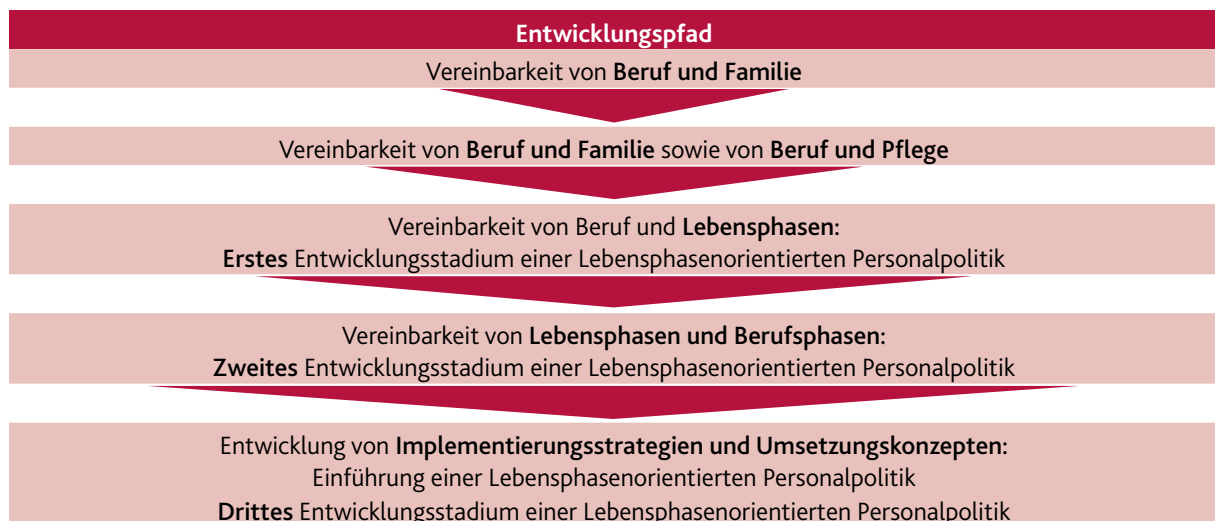 Entwicklungspfad
Vereinbarkeit von Beruf und Familie
Vereinbarkeit von Beruf und Familie sowie von Beruf und Pflege
Vereinbarkeit von Beruf und Lebensphasen:
Erstes Entwicklungsstadium einer Lebensphasenorientierten Personalpolitik
Vereinbarkeit von Lebensphasen und Berufsphasen:
Zweites Entwicklungsstadium einer Lebensphasenorientierten Personalpolitik
Entwicklung von Implementierungsstrategien und Umsetzungskonzepten:
Einführung einer Lebensphasenorientierten Personalpolitik
Drittes Entwicklungsstadium einer Lebensphasenorientierten Personalpolitik